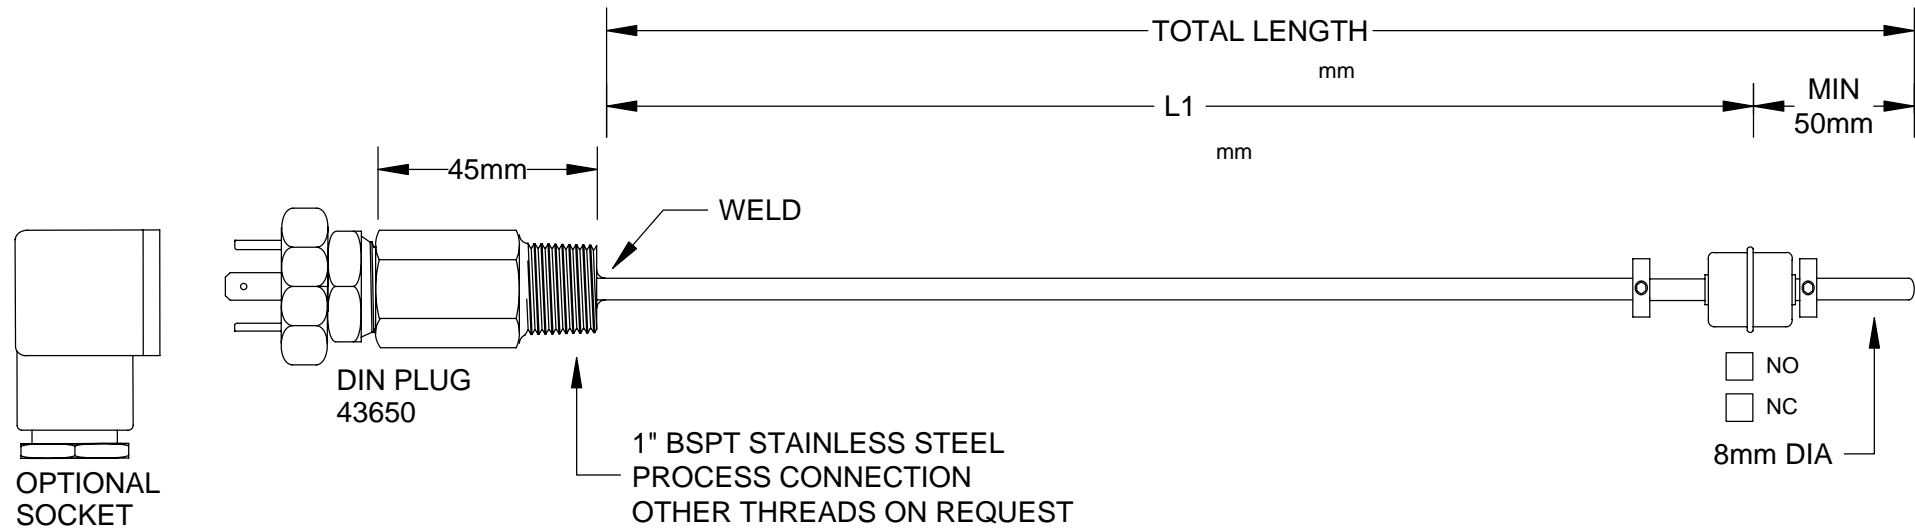 TOTAL LENGTH
mm
L1
MIN
50mm
mm
45mm
WELD
NO
NC
DIN PLUG
43650
1" BSPT STAINLESS STEEL
PROCESS CONNECTION
OTHER THREADS ON REQUEST
8mm DIA
OPTIONAL
SOCKET